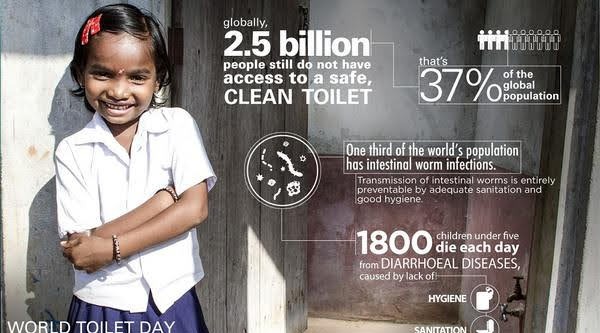 globally,
2.5 billion
people still do not have
access to a safe,
CLEAN TOILET
that's
37% of the
global
population
One third of the world's population
has intestinal worm infections.
Transmission of intestinal worms is entirely
preventable by adequate sanitation and
good hygiene.
1800 children under five
die each day
from DIARRHOEAL DISEASES,
caused by lack of:
HYGIENE
SANITATION
WORLD TOILET DAY